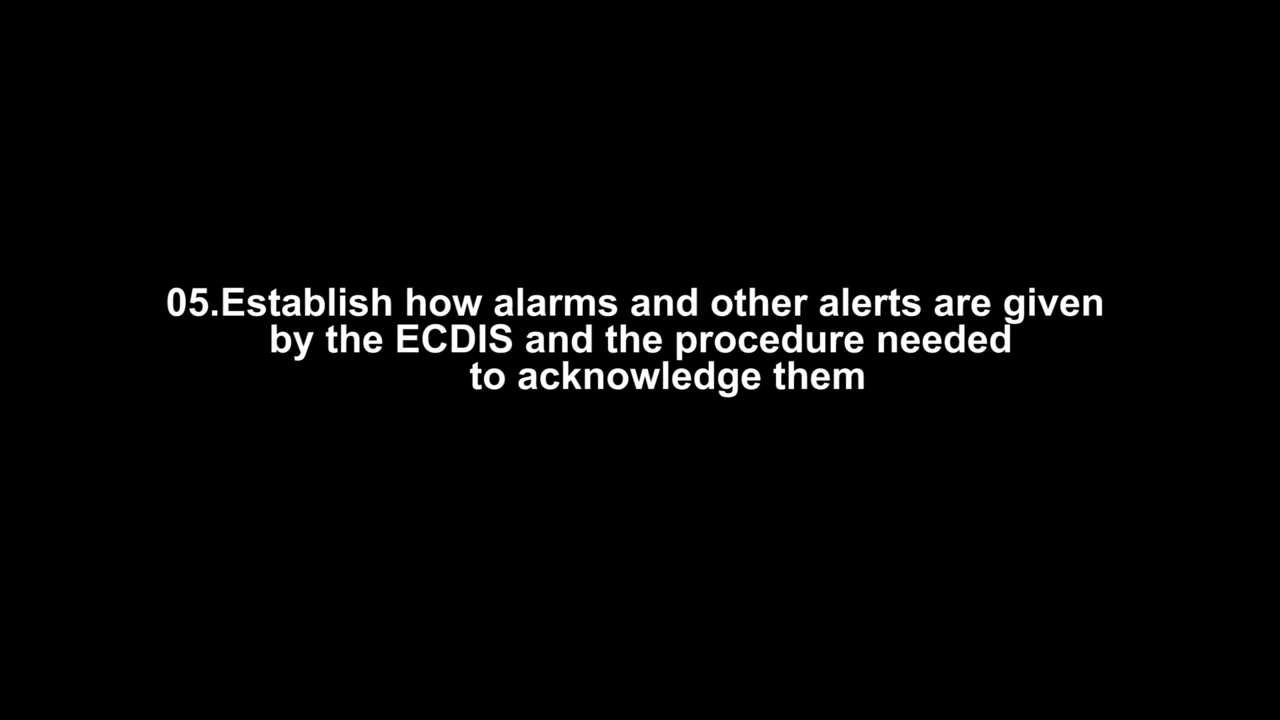 05.Establish how alarms and other alerts are given
by the ECDIS and the procedure needed
to acknowledge them